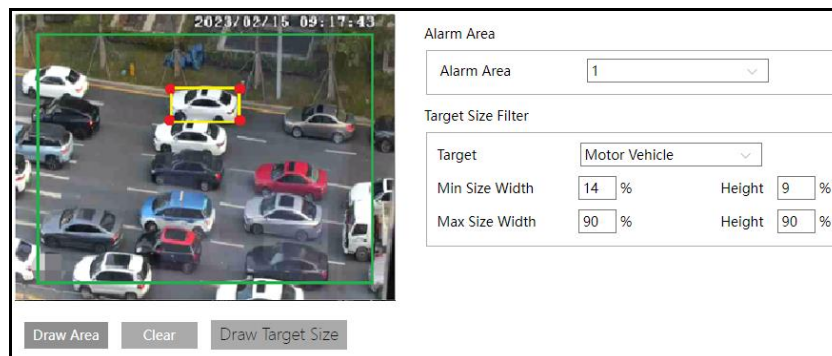 2023/02/15 09:17:43
Alarm Area
Alarm Area 1
Target Size Filter
Target Motor Vehicle
Min Size Width 14 % Height 9 %
Max Size Width 90 % Height 90 %
Draw Area Clear Draw Target Size